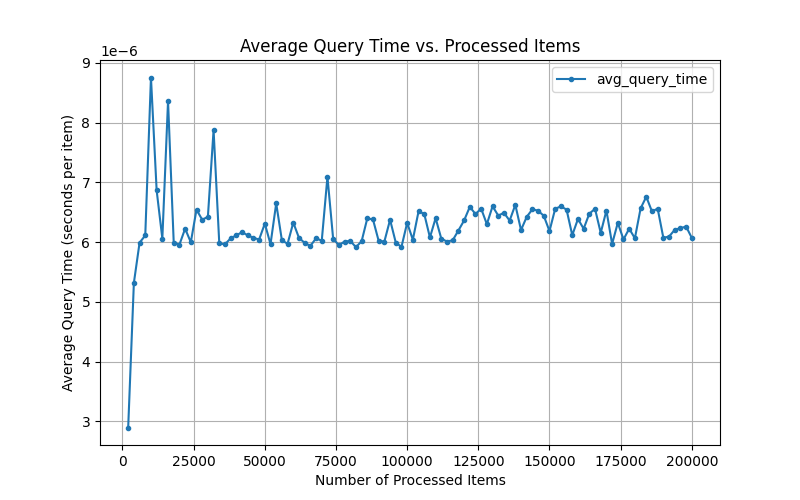 Average Query Time vs. Processed Items
1e−6
avg_query_time
9
8
7
6
5
4
3
Average Query Time (seconds per item)
0 25000 50000 75000 100000 125000 150000 175000 200000
Number of Processed Items